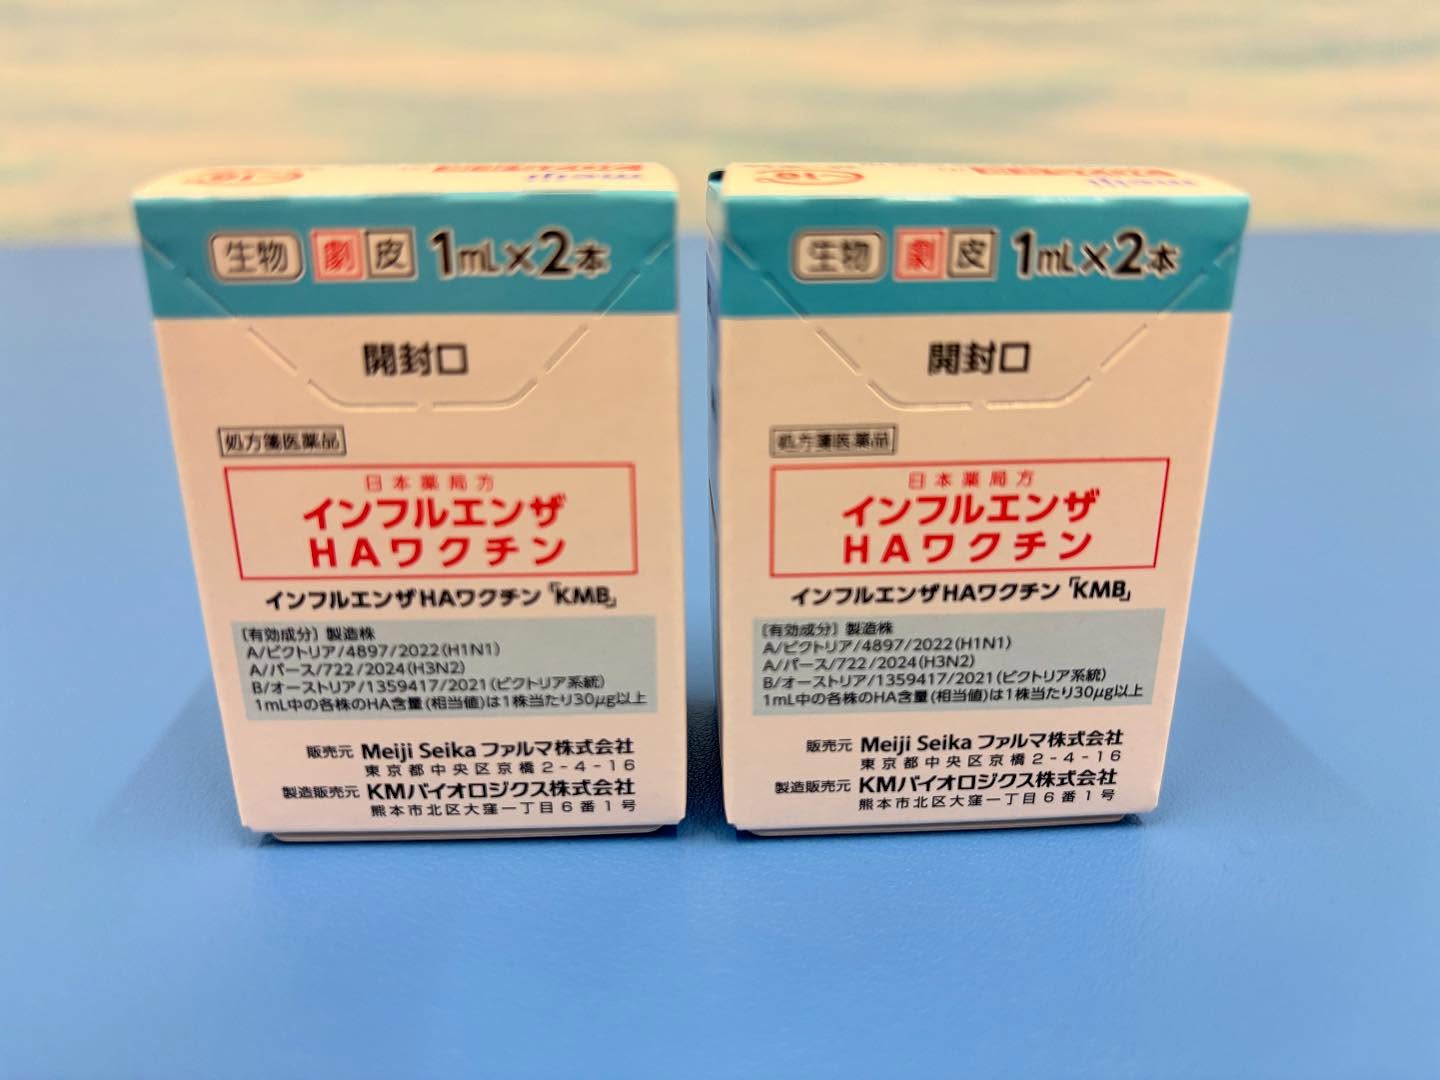 meiji
生物 劇 皮 1mL×2本
開封口
処方箋医薬品
日本薬局方
インフルエンザ
HAワクチン
インフルエンザHAワクチン「KMB」
〔有効成分〕製造株
A/ビクトリア/4897/2022(H1N1)
A/パース/722/2024(H3N2)
B/オーストリア/1359417/2021(ビクトリア系統)
1mL中の各株のHA含量(相当値)は1株当たり30μg以上
販売元 Meiji Seika ファルマ株式会社
東京都中央区京橋2-4-16
製造販売元 KMバイオロジクス株式会社
熊本市北区大窪一丁目6番1号
meiji
生物 劇 皮 1mL×2本
開封口
処方箋医薬品
日本薬局方
インフルエンザ
HAワクチン
インフルエンザHAワクチン「KMB」
〔有効成分〕製造株
A/ビクトリア/4897/2022(H1N1)
A/パース/722/2024(H3N2)
B/オーストリア/1359417/2021(ビクトリア系統)
1mL中の各株のHA含量(相当値)は1株当たり30μg以上
販売元 Meiji Seika ファルマ株式会社
東京都中央区京橋2-4-16
製造販売元 KMバイオロジクス株式会社
熊本市北区大窪一丁目6番1号